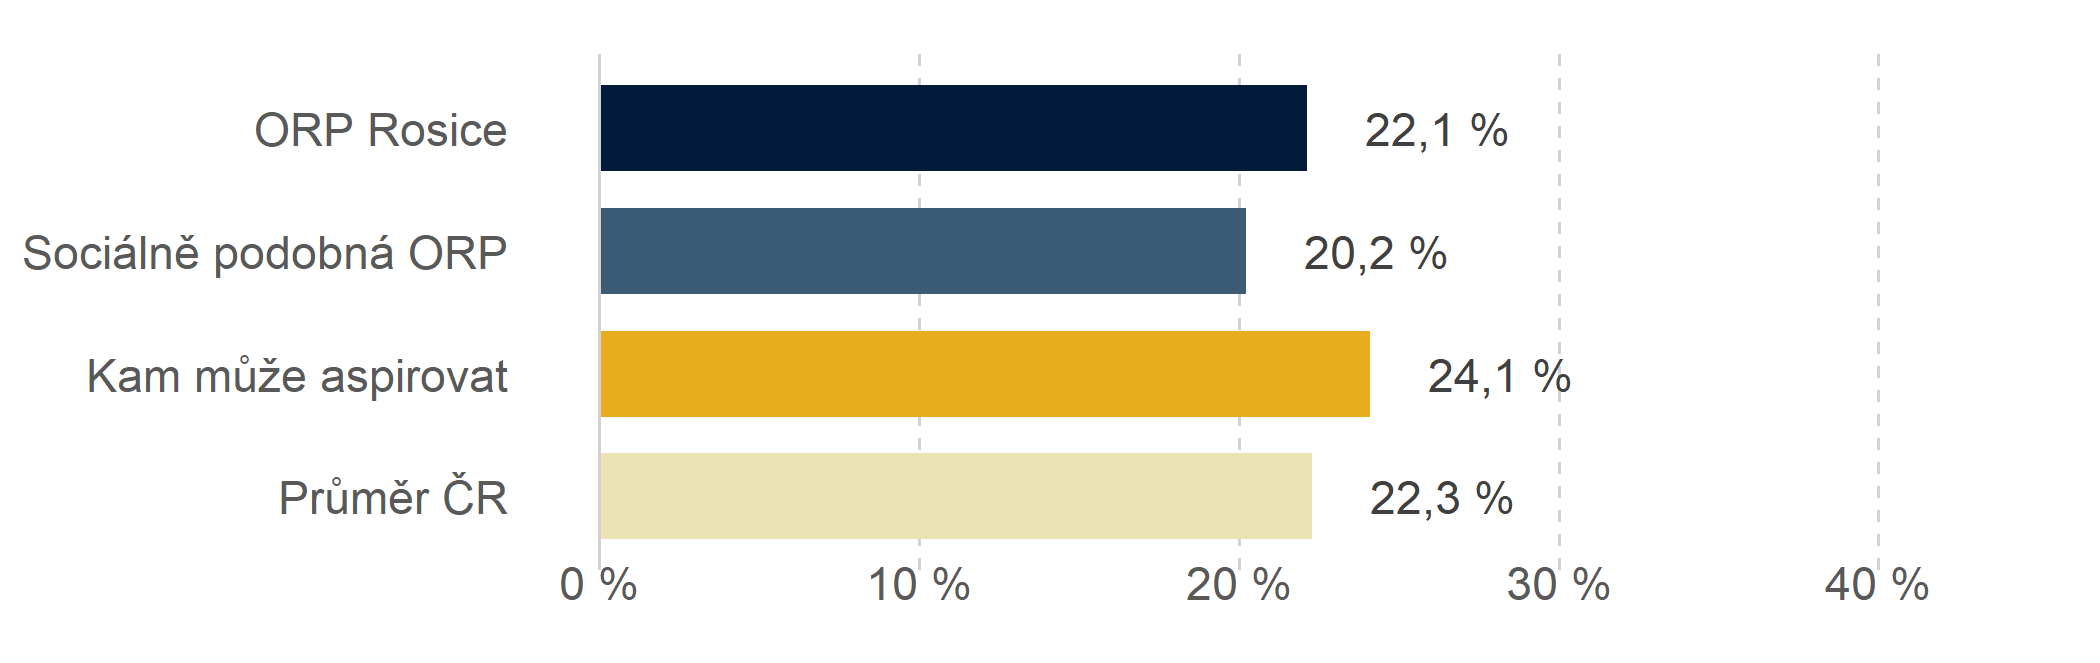 ORP Rosice 22,1 %
Sociálně podobná ORP 20,2 %
Kam může aspirovat 24,1 %
Průměr ČR 22,3 %
0 % 10 % 20 % 30 % 40 %